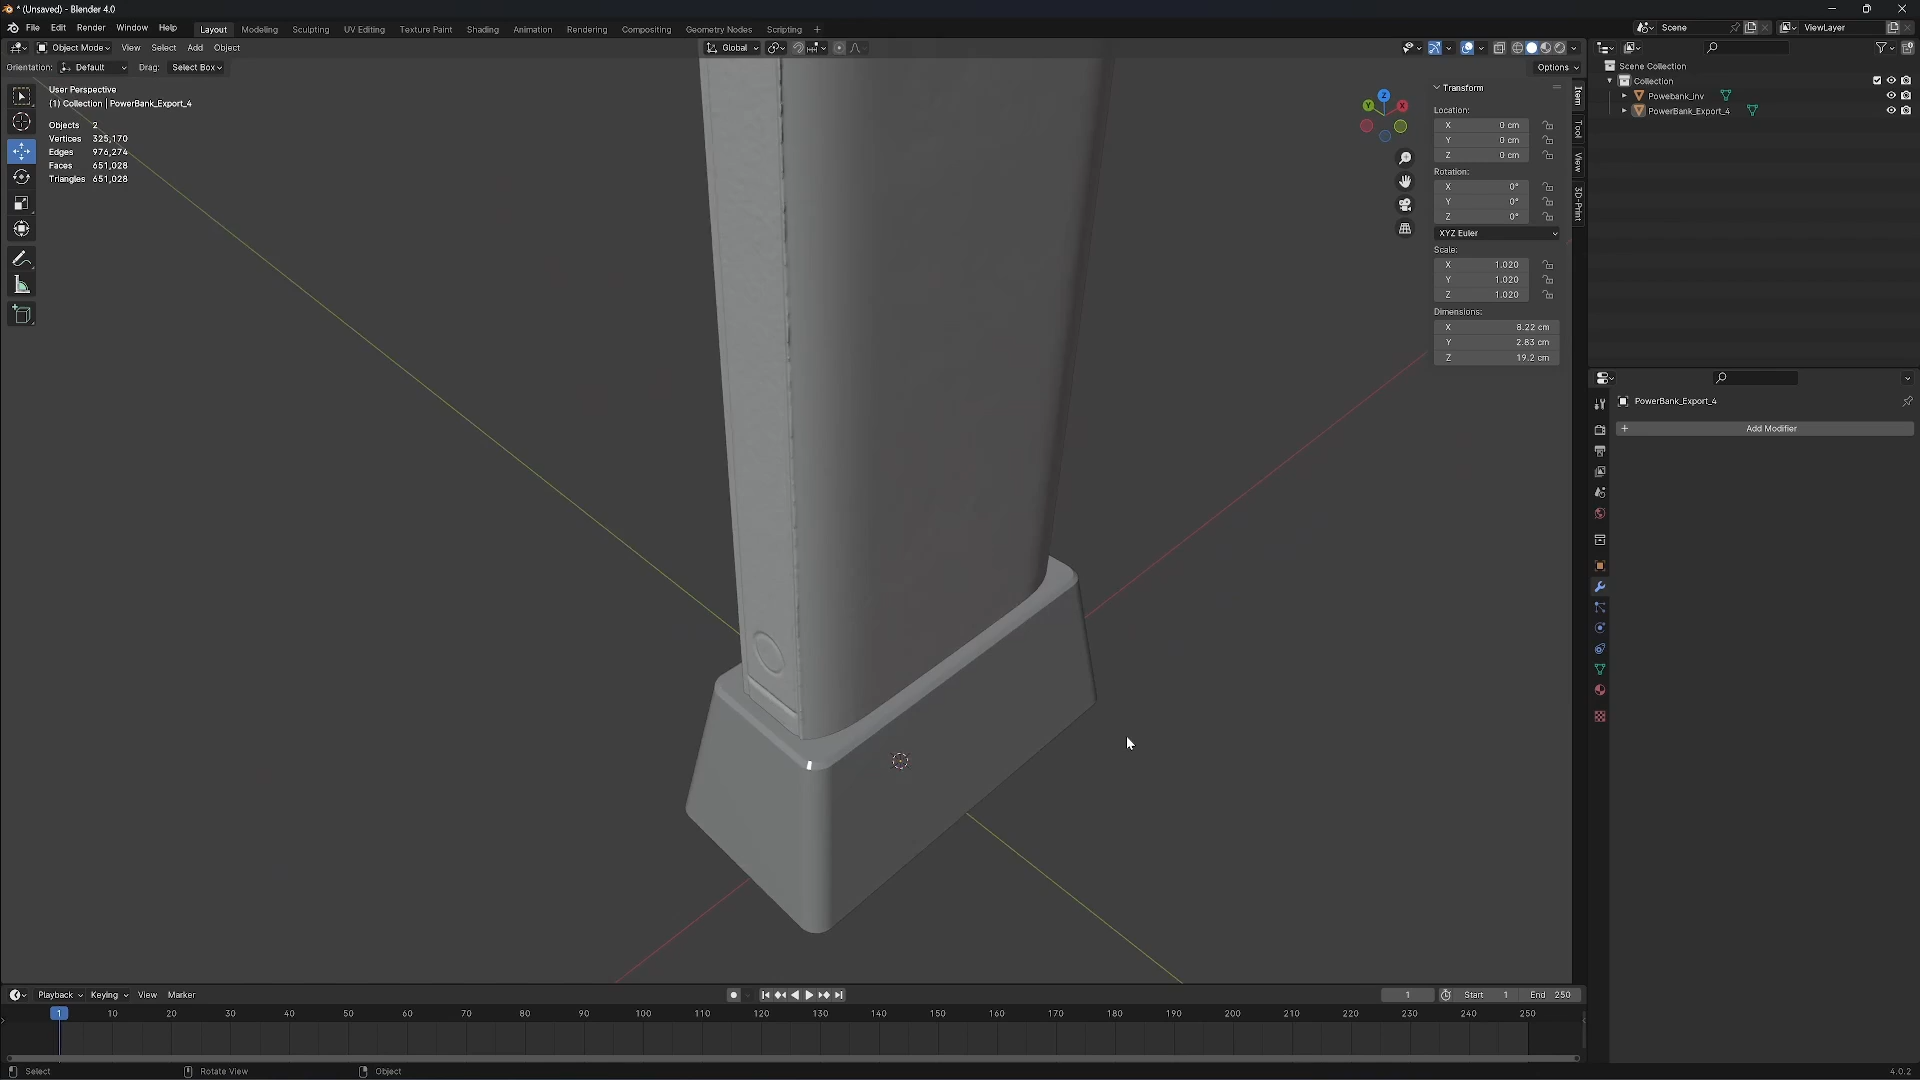 * (Unsaved) - Blender 4.0
File Edit Render Window Help Layout Modeling Sculpting UV Editing Texture Paint Shading Animation Rendering Compositing Geometry Nodes Scripting + Scene ViewLayer
Object Mode View Select Add Object Global
Orientation: Default Drag: Select Box Options
User Perspective
(1) Collection | PowerBank_Export_4
Objects 2
Vertices 325,170
Edges 976,274
Faces 651,028
Triangles 651,028
Z
Y
X
Transform
Location:
X 0 cm
Y 0 cm
Z 0 cm
Rotation:
X 0°
Y 0°
Z 0°
XYZ Euler
Scale:
X 1.020
Y 1.020
Z 1.020
Dimensions:
X 8.22 cm
Y 2.83 cm
Z 19.2 cm
Item
Tool
View
3D-Print
Scene Collection
Collection
Powebank_inv
PowerBank_Export_4
PowerBank_Export_4
+ Add Modifier
Playback Keying View Marker 1 Start 1 End 250
1 10 20 30 40 50 60 70 80 90 100 110 120 130 140 150 160 170 180 190 200 210 220 230 240 250
Select Rotate View Object 4.0.2